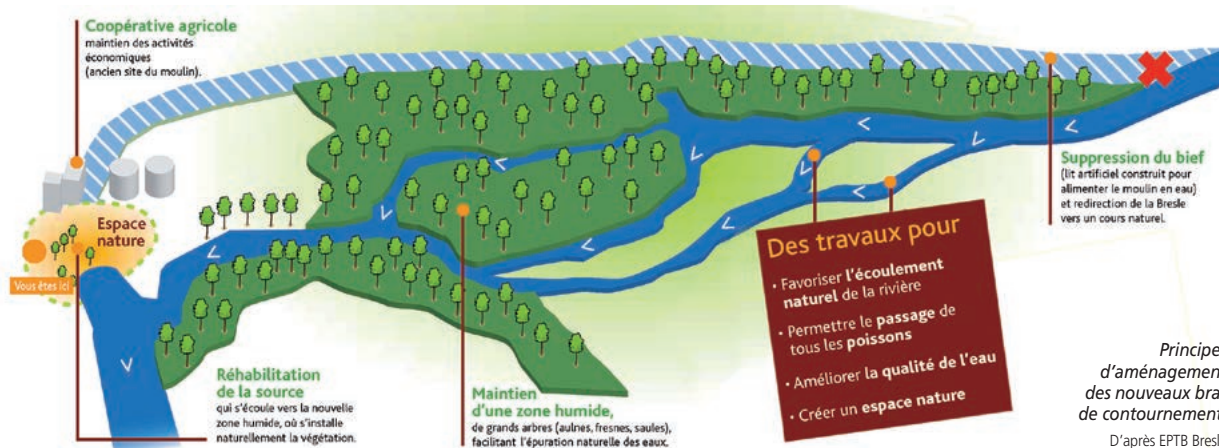 Coopérative agricole
maintien des activités
économiques
(ancien site du moulin).
Espace
nature
Vous êtes ici
Réhabilitation
de la source
qui s'écoule vers la nouvelle
zone humide, où s'installe
naturellement la végétation.
Maintien
d'une zone humide,
de grands arbres (aulnes, fresnes, saules),
facilitant l'épuration naturelle des eaux.
Des travaux pour
• Favoriser l'écoulement
naturel de la rivière
• Permettre le passage de
tous les poissons
• Améliorer la qualité de l'eau
• Créer un espace nature
Suppression du bief
(lit artificiel construit pour
alimenter le moulin en eau)
et redirection de la Bresle
vers un cours naturel.
Principe
d'aménagemen
des nouveaux bra
de contournement
D'après EPTB Bresl